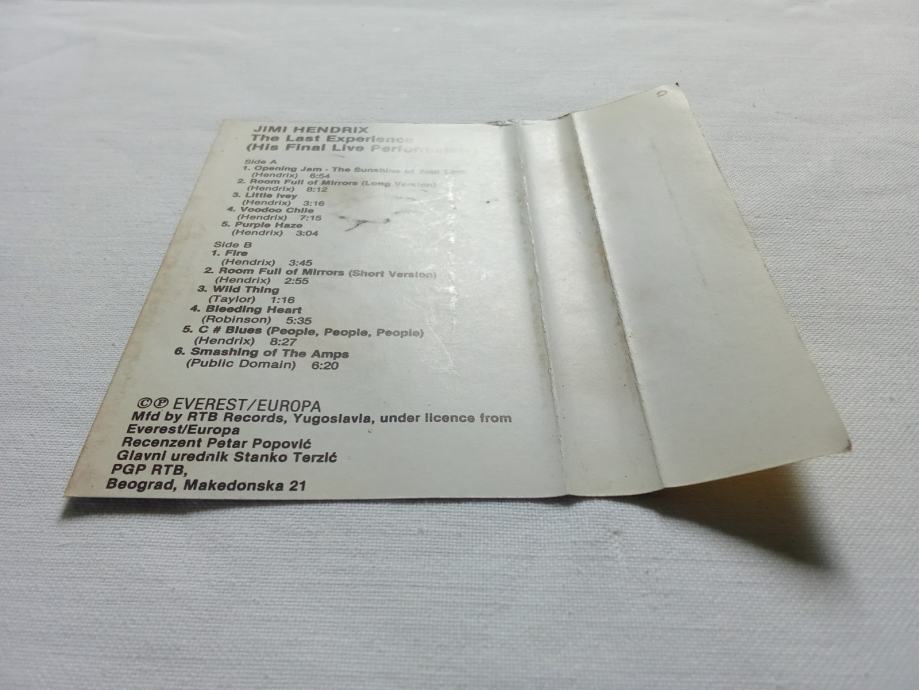 JIMI HENDRIX
The Last Experience
(His Final Live Performance)
Side A
1. Opening Jam - The Sunshine of Your Love
(Hendrix) 6:54
2. Room Full of Mirrors (Long Version)
(Hendrix) 8:12
3. Little Ivey
(Hendrix) 3:16
4. Voodoo Chile
(Hendrix) 7:15
5. Purple Haze
(Hendrix) 3:04
Side B
1. Fire
(Hendrix) 3:45
2. Room Full of Mirrors (Short Version)
(Hendrix) 2:55
3. Wild Thing
(Taylor) 1:16
4. Bleeding Heart
(Robinson) 5:35
5. C # Blues (People, People, People)
(Hendrix) 8:27
6. Smashing of The Amps
(Public Domain) 6:20
©℗ EVEREST/EUROPA
Mfd by RTB Records, Yugoslavia, under licence from
Everest/Europa
Recenzent Petar Popović
Glavni urednik Stanko Terzić
PGP RTB,
Beograd, Makedonska 21